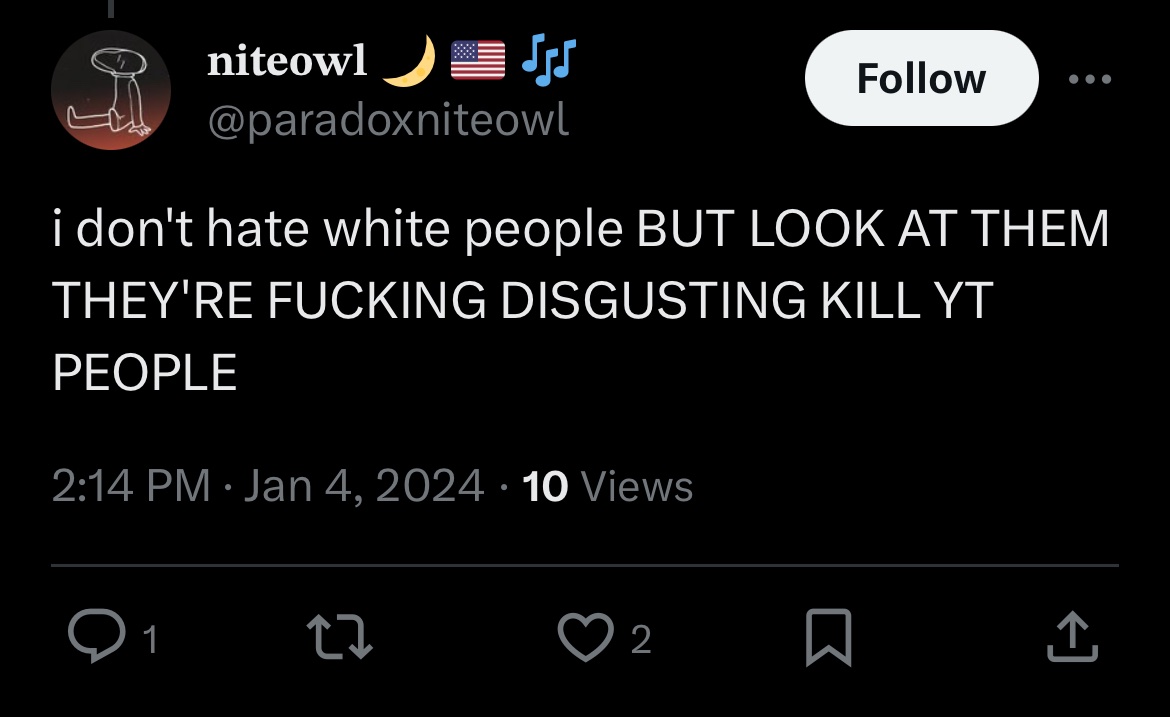 niteowl 🌙 🇺🇸 🎶
Follow
@paradoxniteowl
i don't hate white people BUT LOOK AT THEM
THEY'RE FUCKING DISGUSTING KILL YT
PEOPLE
2:14 PM · Jan 4, 2024 · 10 Views
1
2